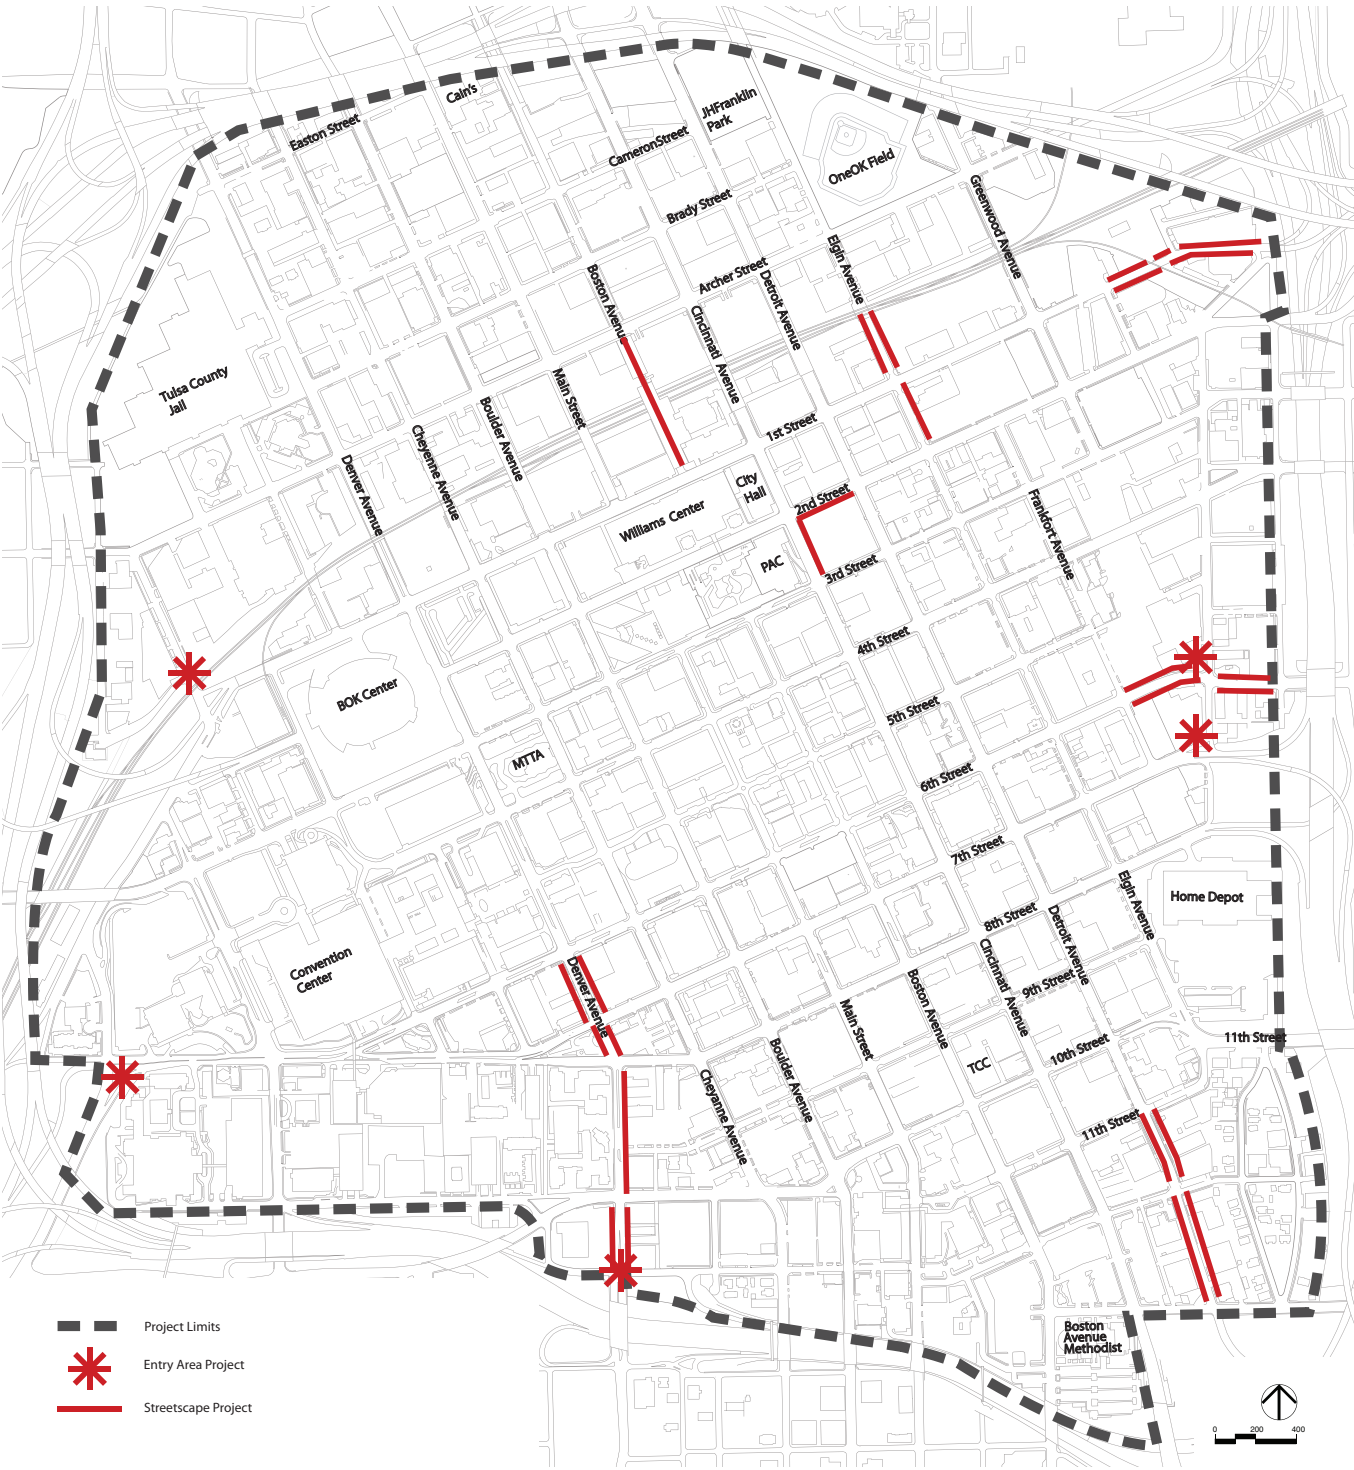 Cain's
Easton Street
JHFranklin
Park
CameronStreet
OneOK Field
Brady Street
Greenwood Avenue
Elgin Avenue
Archer Street
Boston Avenue
Detroit Avenue
Cincinnati Avenue
Tulsa County
Jail
Main Street
Boulder Avenue
Cheyenne Avenue
Denver Avenue
1st Street
City
Hall
2nd Street
Williams Center
Frankfort Avenue
PAC
3rd Street
4th Street
BOK Center
5th Street
MTTA
6th Street
7th Street
Home Depot
Elgin Avenue
8th Street
Detroit Avenue
Convention
Center
Cincinnati Avenue
9th Street
Denver Avenue
Boston Avenue
Main Street
11th Street
10th Street
Boulder Avenue
TCC
Cheyanne Avenue
11th Street
Boston
Avenue
Methodist
Project Limits
Entry Area Project
Streetscape Project
0 200 400